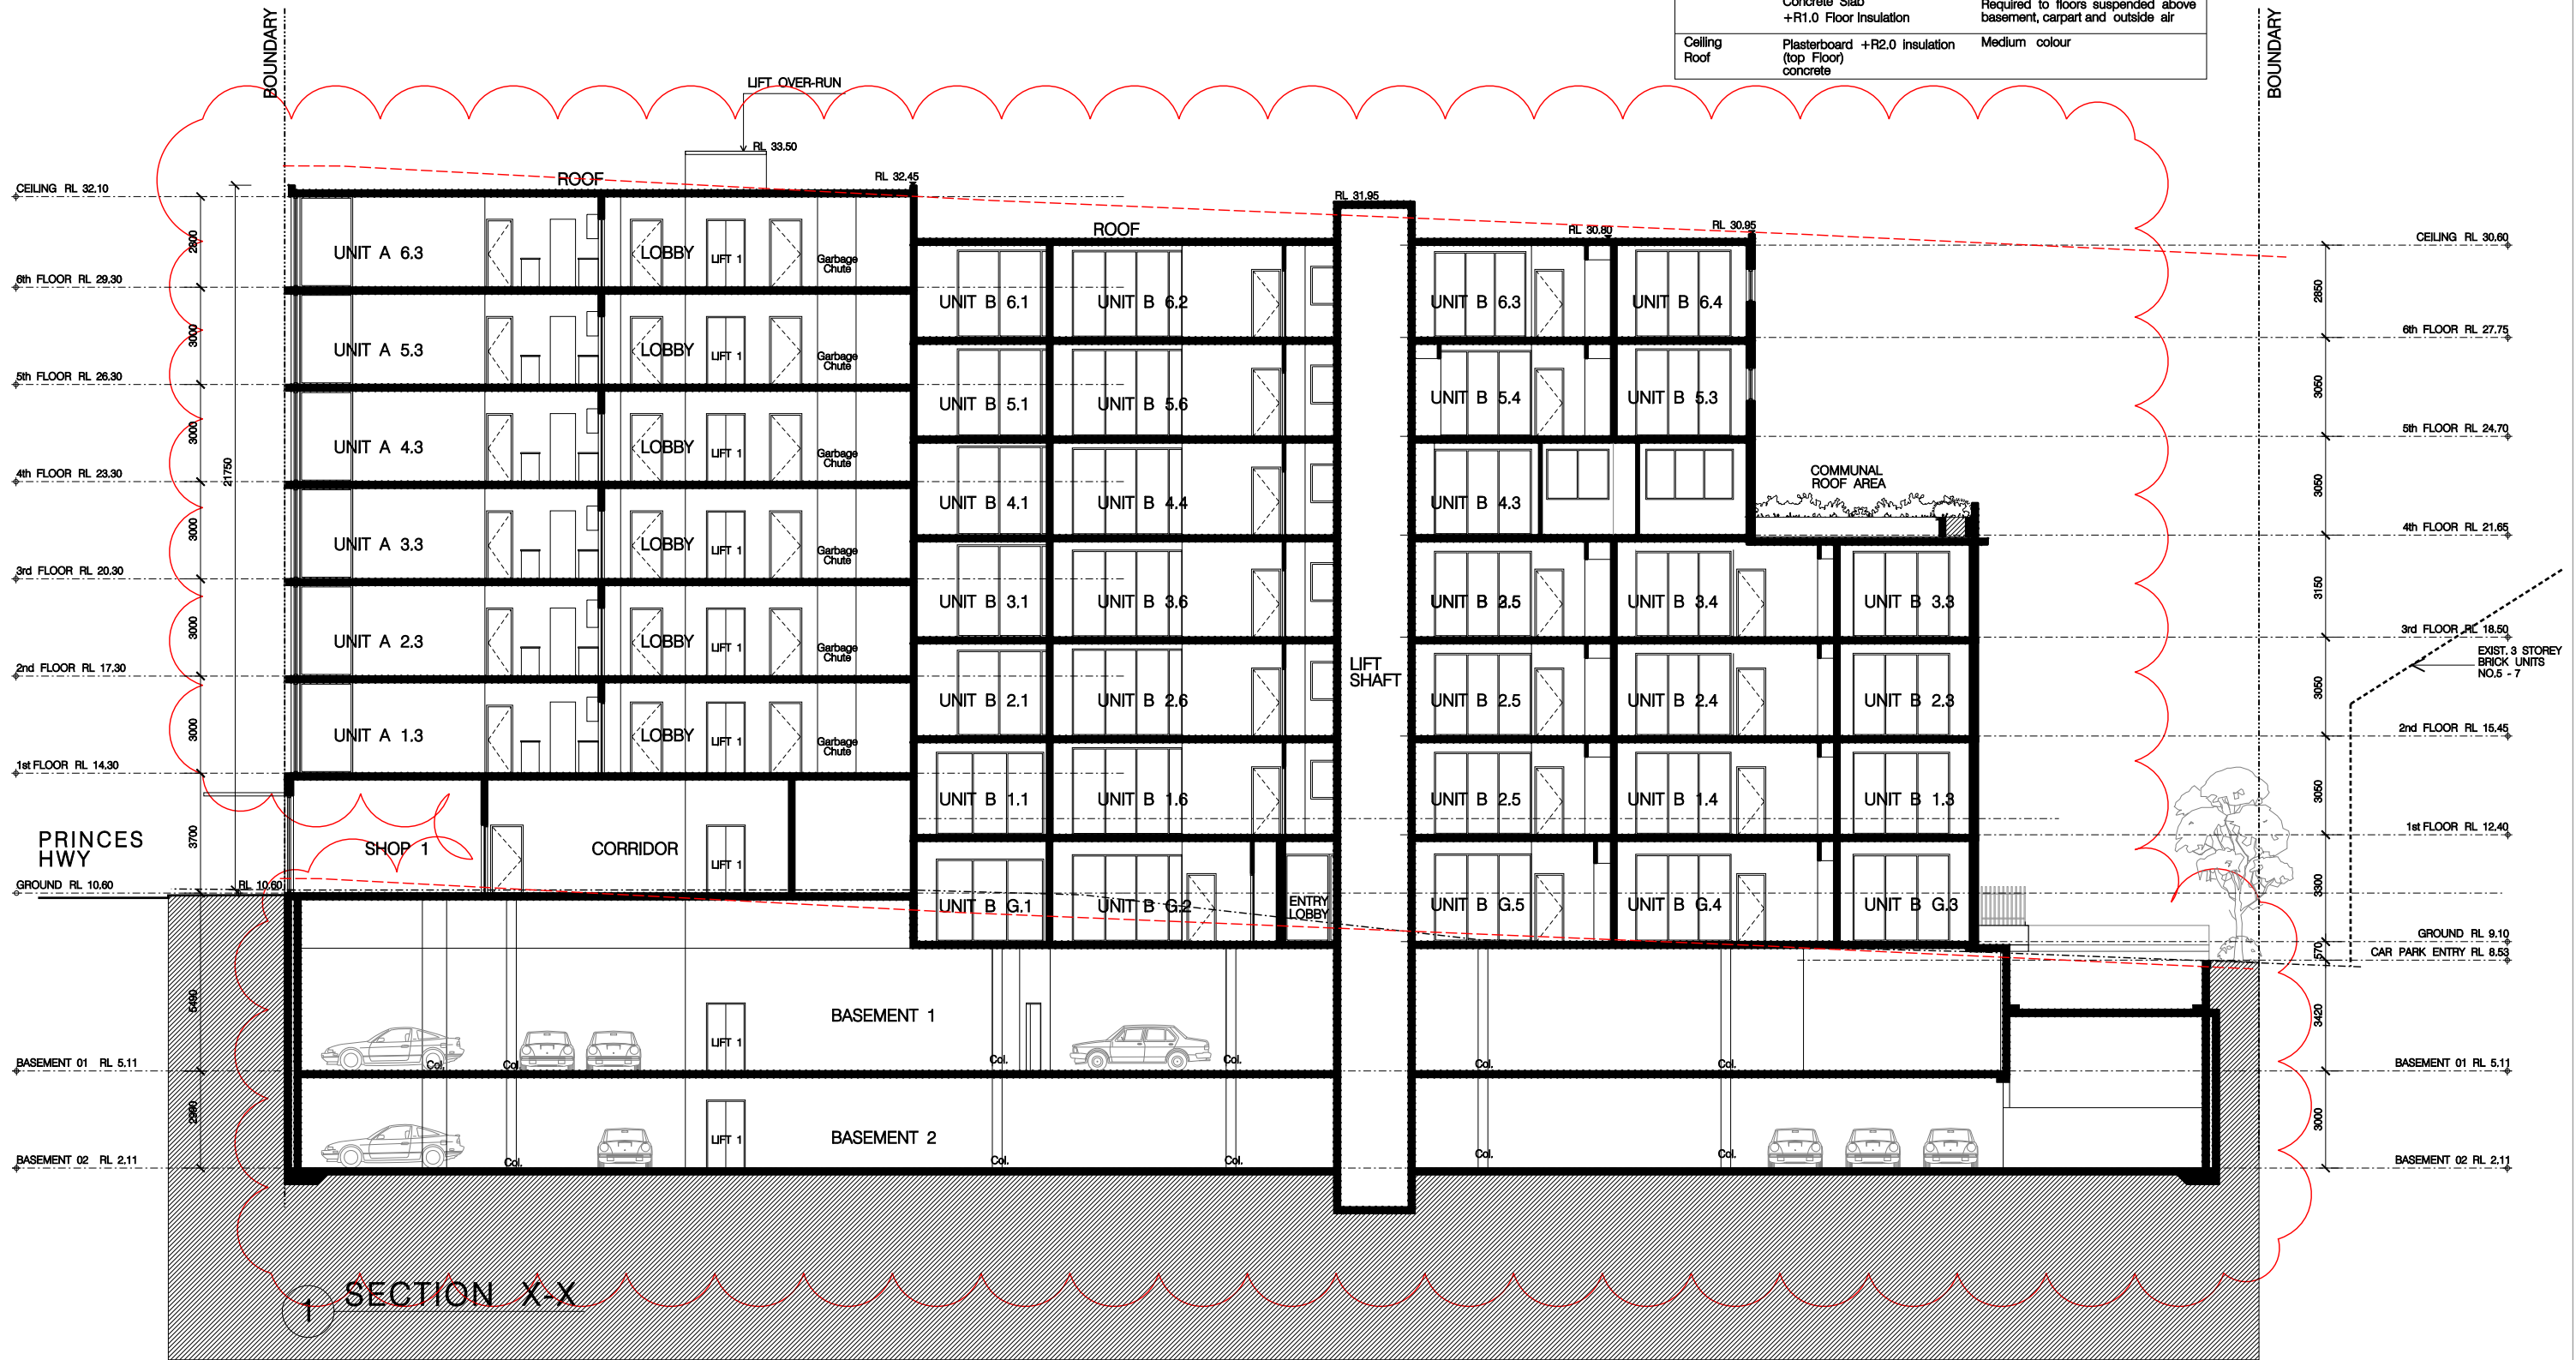 Concrete Slab
+R1.0 Floor Insulation
Required to floors suspended above
basement, carpart and outside air
Ceiling
Roof
Plasterboard +R2.0 insulation
(top Floor)
concrete
Medium colour
BOUNDARY
BOUNDARY
LIFT OVER-RUN
RL 33.50
ROOF
RL 32.45
RL 31.95
ROOF
RL 30.80
RL 30.95
CEILING RL 32.10
6th FLOOR RL 29.30
5th FLOOR RL 26.30
4th FLOOR RL 23.30
3rd FLOOR RL 20.30
2nd FLOOR RL 17.30
1st FLOOR RL 14.30
PRINCES
HWY
GROUND RL 10.60
BASEMENT 01 RL 5.11
BASEMENT 02 RL 2.11
2800
3000
3000
3000
3000
3000
3700
5490
2990
21750
RL 10.60
UNIT A 6.3
LOBBY
LIFT 1
Garbage
Chute
UNIT A 5.3
LOBBY
LIFT 1
Garbage
Chute
UNIT A 4.3
LOBBY
LIFT 1
Garbage
Chute
UNIT A 3.3
LOBBY
LIFT 1
Garbage
Chute
UNIT A 2.3
LOBBY
LIFT 1
Garbage
Chute
UNIT A 1.3
LOBBY
LIFT 1
Garbage
Chute
SHOP 1
CORRIDOR
LIFT 1
UNIT B 6.1
UNIT B 6.2
UNIT B 6.3
UNIT B 6.4
UNIT B 5.1
UNIT B 5.6
UNIT B 5.4
UNIT B 5.3
UNIT B 4.1
UNIT B 4.4
UNIT B 4.3
COMMUNAL
ROOF AREA
UNIT B 3.1
UNIT B 3.6
UNIT B 2.5
UNIT B 3.4
UNIT B 3.3
LIFT
SHAFT
UNIT B 2.1
UNIT B 2.6
UNIT B 2.5
UNIT B 2.4
UNIT B 2.3
UNIT B 1.1
UNIT B 1.6
UNIT B 2.5
UNIT B 1.4
UNIT B 1.3
UNIT B G.1
UNIT B G.2
ENTRY
LOBBY
UNIT B G.5
UNIT B G.4
UNIT B G.3
BASEMENT 1
LIFT 1
Col.
Col.
Col.
Col.
Col.
Col.
BASEMENT 2
LIFT 1
Col.
Col.
Col.
Col.
Col.
CEILING RL 30.60
6th FLOOR RL 27.75
5th FLOOR RL 24.70
4th FLOOR RL 21.65
3rd FLOOR RL 18.50
EXIST. 3 STOREY
BRICK UNITS
NO.5 - 7
2nd FLOOR RL 15.45
1st FLOOR RL 12.40
GROUND RL 9.10
CAR PARK ENTRY RL 8.53
BASEMENT 01 RL 5.11
BASEMENT 02 RL 2.11
2850
3050
3050
3150
3050
3050
3300
570
3420
3000
1
SECTION X-X